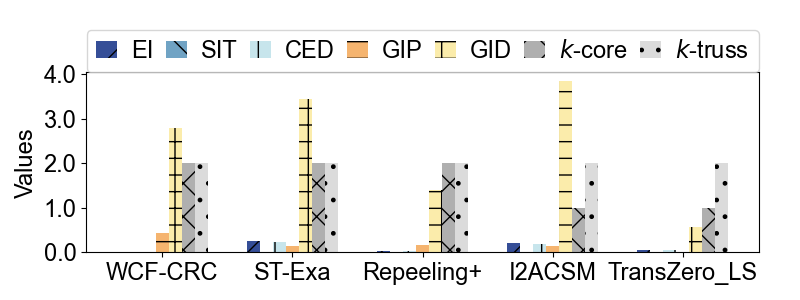 EI SIT CED GIP GID k-core k-truss
4.0
3.0
2.0
1.0
0.0
Values
WCF-CRC ST-Exa Repeeling+ I2ACSM TransZero_LS